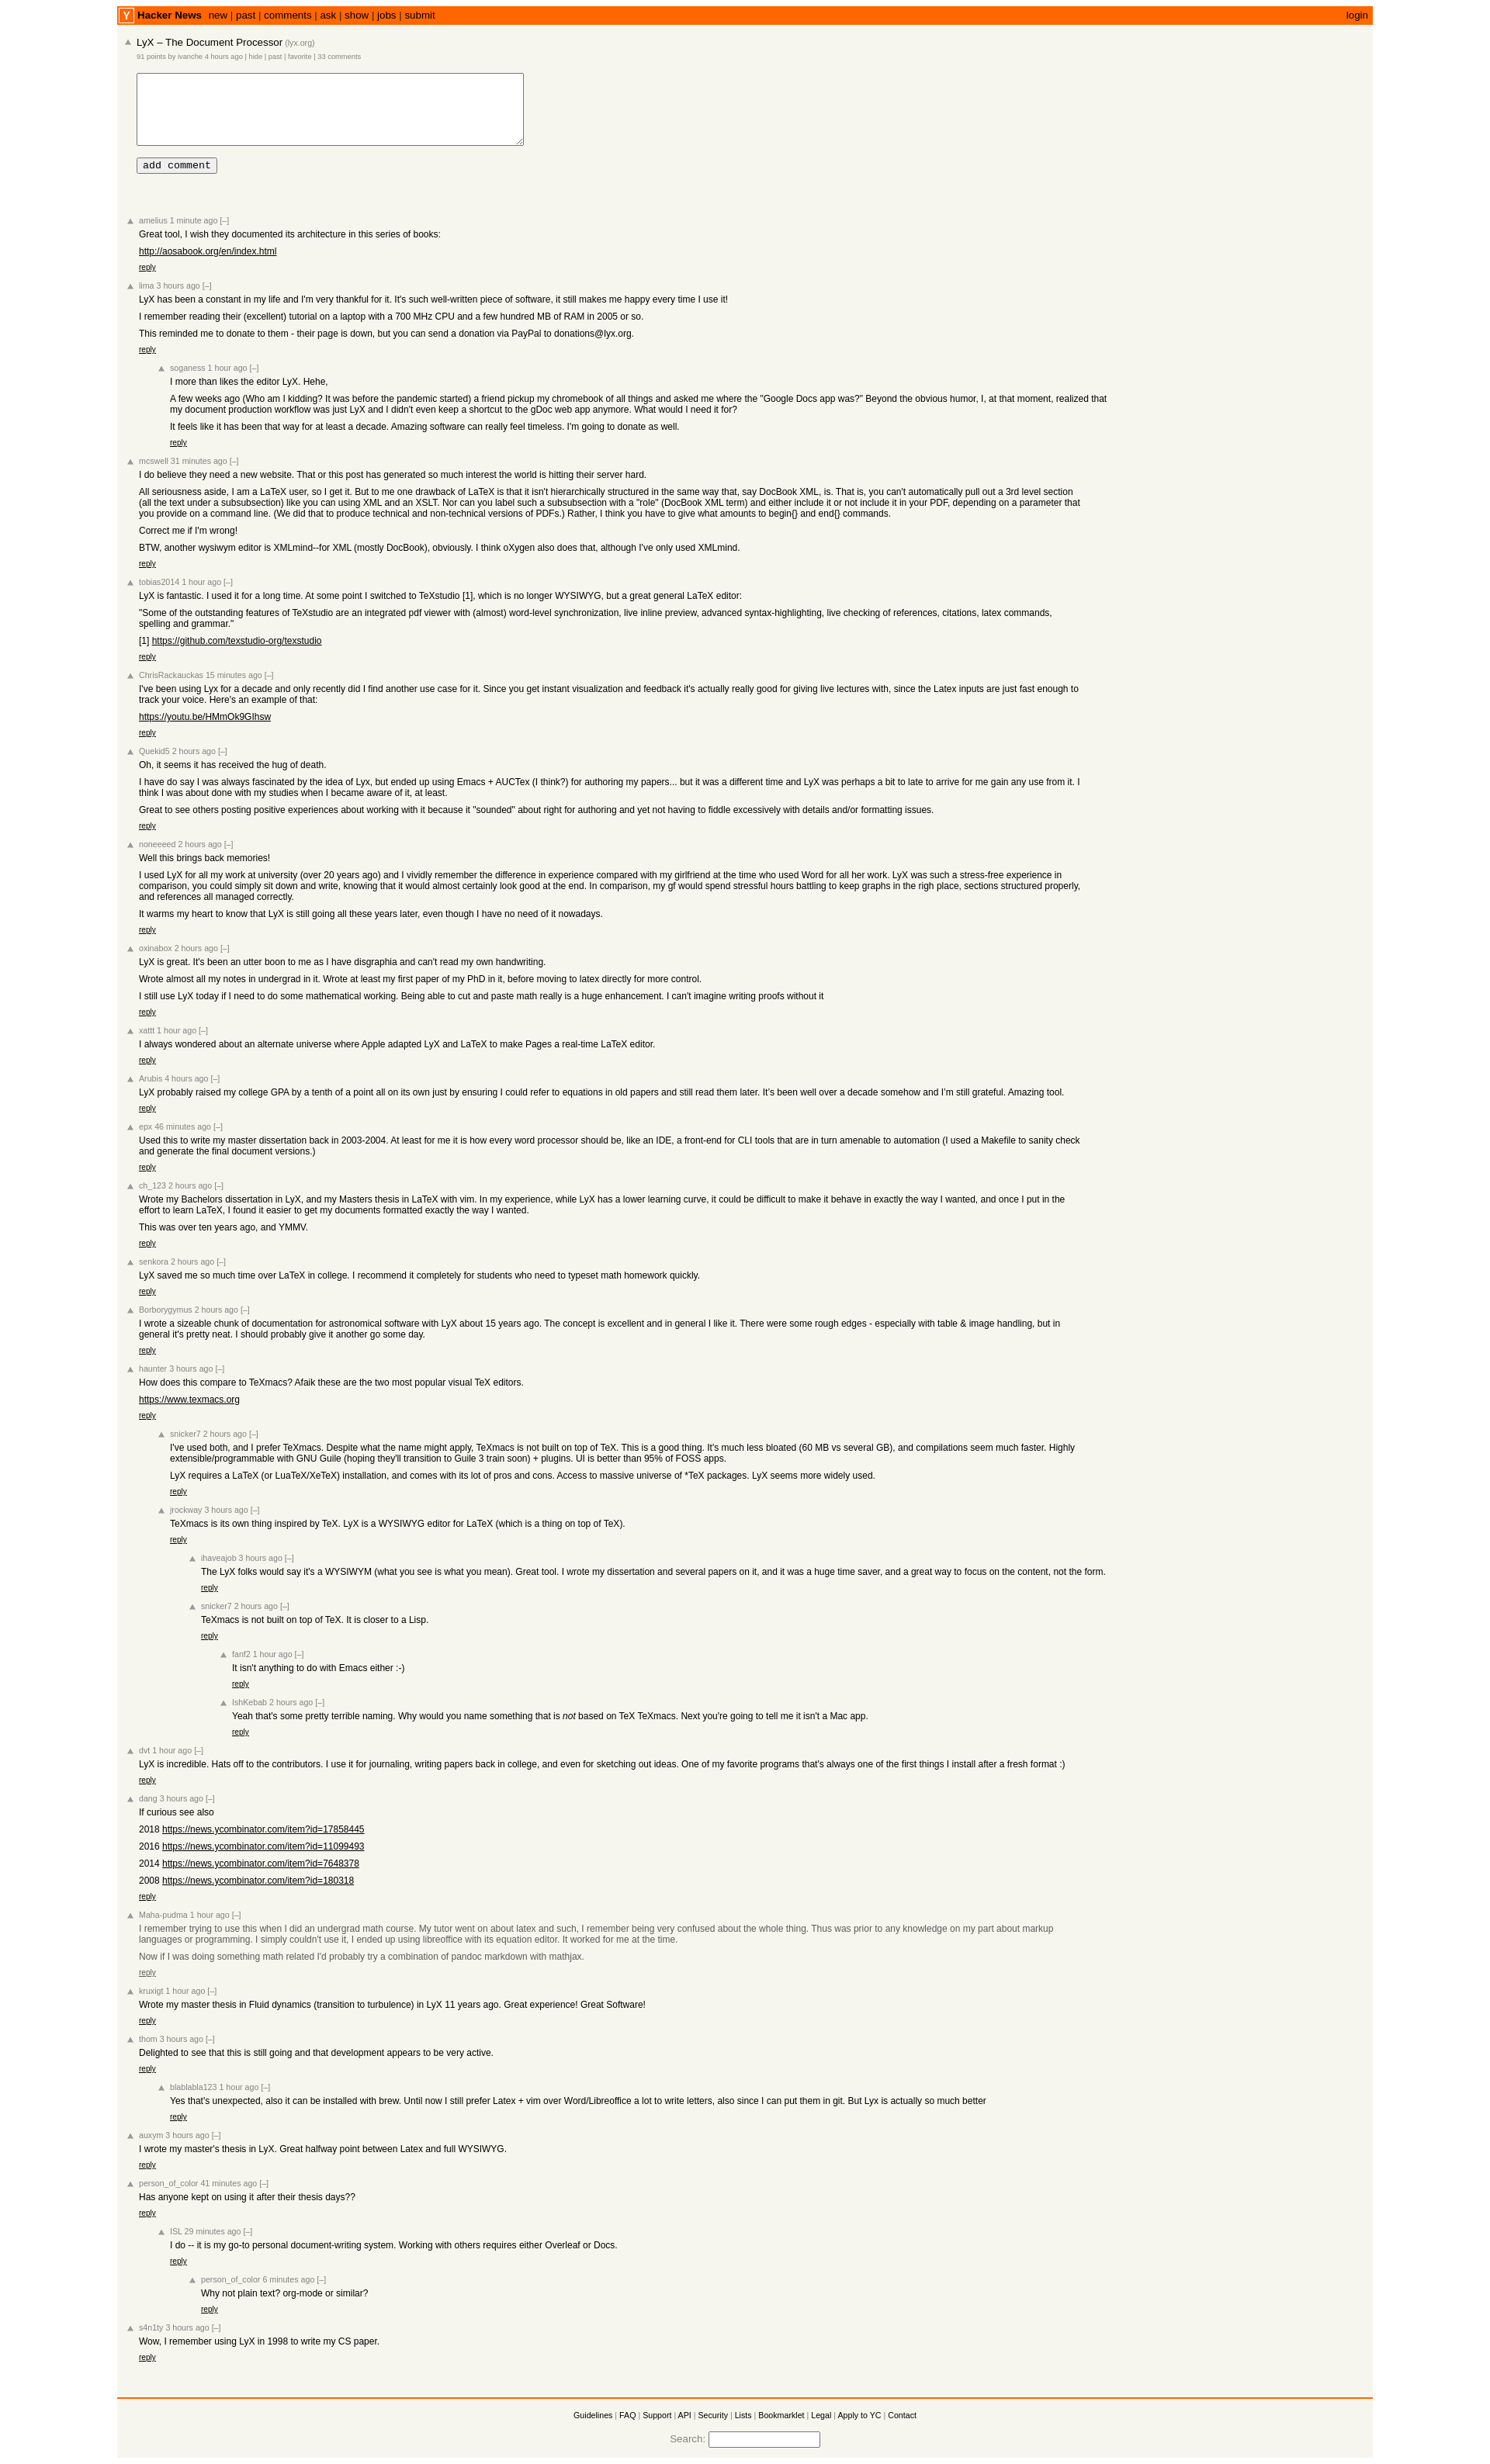 Y Hacker News new | past | comments | ask | show | jobs | submit login
LyX – The Document Processor (lyx.org)
91 points by ivanche 4 hours ago | hide | past | favorite | 33 comments
add comment
amelius 1 minute ago [–]
Great tool, I wish they documented its architecture in this series of books:
http://aosabook.org/en/index.html
reply
lima 3 hours ago [–]
LyX has been a constant in my life and I'm very thankful for it. It's such well-written piece of software, it still makes me happy every time I use it!
I remember reading their (excellent) tutorial on a laptop with a 700 MHz CPU and a few hundred MB of RAM in 2005 or so.
This reminded me to donate to them - their page is down, but you can send a donation via PayPal to donations@lyx.org.
reply
soganess 1 hour ago [–]
I more than likes the editor LyX. Hehe,
A few weeks ago (Who am I kidding? It was before the pandemic started) a friend pickup my chromebook of all things and asked me where the "Google Docs app was?" Beyond the obvious humor, I, at that moment, realized that
my document production workflow was just LyX and I didn't even keep a shortcut to the gDoc web app anymore. What would I need it for?
It feels like it has been that way for at least a decade. Amazing software can really feel timeless. I'm going to donate as well.
reply
mcswell 31 minutes ago [–]
I do believe they need a new website. That or this post has generated so much interest the world is hitting their server hard.
All seriousness aside, I am a LaTeX user, so I get it. But to me one drawback of LaTeX is that it isn't hierarchically structured in the same way that, say DocBook XML, is. That is, you can't automatically pull out a 3rd level section
(all the text under a subsubsection) like you can using XML and an XSLT. Nor can you label such a subsubsection with a "role" (DocBook XML term) and either include it or not include it in your PDF, depending on a parameter that
you provide on a command line. (We did that to produce technical and non-technical versions of PDFs.) Rather, I think you have to give what amounts to begin{} and end{} commands.
Correct me if I'm wrong!
BTW, another wysiwym editor is XMLmind--for XML (mostly DocBook), obviously. I think oXygen also does that, although I've only used XMLmind.
reply
tobias2014 1 hour ago [–]
LyX is fantastic. I used it for a long time. At some point I switched to TeXstudio [1], which is no longer WYSIWYG, but a great general LaTeX editor:
"Some of the outstanding features of TeXstudio are an integrated pdf viewer with (almost) word-level synchronization, live inline preview, advanced syntax-highlighting, live checking of references, citations, latex commands,
spelling and grammar."
[1] https://github.com/texstudio-org/texstudio
reply
ChrisRackauckas 15 minutes ago [–]
I've been using Lyx for a decade and only recently did I find another use case for it. Since you get instant visualization and feedback it's actually really good for giving live lectures with, since the Latex inputs are just fast enough to
track your voice. Here's an example of that:
https://youtu.be/HMmOk9GIhsw
reply
Quekid5 2 hours ago [–]
Oh, it seems it has received the hug of death.
I have do say I was always fascinated by the idea of Lyx, but ended up using Emacs + AUCTex (I think?) for authoring my papers... but it was a different time and LyX was perhaps a bit to late to arrive for me gain any use from it. I
think I was about done with my studies when I became aware of it, at least.
Great to see others posting positive experiences about working with it because it "sounded" about right for authoring and yet not having to fiddle excessively with details and/or formatting issues.
reply
noneeeed 2 hours ago [–]
Well this brings back memories!
I used LyX for all my work at university (over 20 years ago) and I vividly remember the difference in experience compared with my girlfriend at the time who used Word for all her work. LyX was such a stress-free experience in
comparison, you could simply sit down and write, knowing that it would almost certainly look good at the end. In comparison, my gf would spend stressful hours battling to keep graphs in the righ place, sections structured properly,
and references all managed correctly.
It warms my heart to know that LyX is still going all these years later, even though I have no need of it nowadays.
reply
oxinabox 2 hours ago [–]
LyX is great. It's been an utter boon to me as I have disgraphia and can't read my own handwriting.
Wrote almost all my notes in undergrad in it. Wrote at least my first paper of my PhD in it, before moving to latex directly for more control.
I still use LyX today if I need to do some mathematical working. Being able to cut and paste math really is a huge enhancement. I can't imagine writing proofs without it
reply
xattt 1 hour ago [–]
I always wondered about an alternate universe where Apple adapted LyX and LaTeX to make Pages a real-time LaTeX editor.
reply
Arubis 4 hours ago [–]
LyX probably raised my college GPA by a tenth of a point all on its own just by ensuring I could refer to equations in old papers and still read them later. It’s been well over a decade somehow and I’m still grateful. Amazing tool.
reply
epx 46 minutes ago [–]
Used this to write my master dissertation back in 2003-2004. At least for me it is how every word processor should be, like an IDE, a front-end for CLI tools that are in turn amenable to automation (I used a Makefile to sanity check
and generate the final document versions.)
reply
ch_123 2 hours ago [–]
Wrote my Bachelors dissertation in LyX, and my Masters thesis in LaTeX with vim. In my experience, while LyX has a lower learning curve, it could be difficult to make it behave in exactly the way I wanted, and once I put in the
effort to learn LaTeX, I found it easier to get my documents formatted exactly the way I wanted.
This was over ten years ago, and YMMV.
reply
senkora 2 hours ago [–]
LyX saved me so much time over LaTeX in college. I recommend it completely for students who need to typeset math homework quickly.
reply
Borborygymus 2 hours ago [–]
I wrote a sizeable chunk of documentation for astronomical software with LyX about 15 years ago. The concept is excellent and in general I like it. There were some rough edges - especially with table & image handling, but in
general it's pretty neat. I should probably give it another go some day.
reply
haunter 3 hours ago [–]
How does this compare to TeXmacs? Afaik these are the two most popular visual TeX editors.
https://www.texmacs.org
reply
snicker7 2 hours ago [–]
I've used both, and I prefer TeXmacs. Despite what the name might apply, TeXmacs is not built on top of TeX. This is a good thing. It's much less bloated (60 MB vs several GB), and compilations seem much faster. Highly
extensible/programmable with GNU Guile (hoping they'll transition to Guile 3 train soon) + plugins. UI is better than 95% of FOSS apps.
LyX requires a LaTeX (or LuaTeX/XeTeX) installation, and comes with its lot of pros and cons. Access to massive universe of *TeX packages. LyX seems more widely used.
reply
jrockway 3 hours ago [–]
TeXmacs is its own thing inspired by TeX. LyX is a WYSIWYG editor for LaTeX (which is a thing on top of TeX).
reply
ihaveajob 3 hours ago [–]
The LyX folks would say it's a WYSIWYM (what you see is what you mean). Great tool. I wrote my dissertation and several papers on it, and it was a huge time saver, and a great way to focus on the content, not the form.
reply
snicker7 2 hours ago [–]
TeXmacs is not built on top of TeX. It is closer to a Lisp.
reply
fanf2 1 hour ago [–]
It isn't anything to do with Emacs either :-)
reply
IshKebab 2 hours ago [–]
Yeah that's some pretty terrible naming. Why would you name something that is not based on TeX TeXmacs. Next you're going to tell me it isn't a Mac app.
reply
dvt 1 hour ago [–]
LyX is incredible. Hats off to the contributors. I use it for journaling, writing papers back in college, and even for sketching out ideas. One of my favorite programs that's always one of the first things I install after a fresh format :)
reply
dang 3 hours ago [–]
If curious see also
2018 https://news.ycombinator.com/item?id=17858445
2016 https://news.ycombinator.com/item?id=11099493
2014 https://news.ycombinator.com/item?id=7648378
2008 https://news.ycombinator.com/item?id=180318
reply
Maha-pudma 1 hour ago [–]
I remember trying to use this when I did an undergrad math course. My tutor went on about latex and such, I remember being very confused about the whole thing. Thus was prior to any knowledge on my part about markup
languages or programming. I simply couldn't use it, I ended up using libreoffice with its equation editor. It worked for me at the time.
Now if I was doing something math related I'd probably try a combination of pandoc markdown with mathjax.
reply
kruxigt 1 hour ago [–]
Wrote my master thesis in Fluid dynamics (transition to turbulence) in LyX 11 years ago. Great experience! Great Software!
reply
thom 3 hours ago [–]
Delighted to see that this is still going and that development appears to be very active.
reply
blablabla123 1 hour ago [–]
Yes that's unexpected, also it can be installed with brew. Until now I still prefer Latex + vim over Word/Libreoffice a lot to write letters, also since I can put them in git. But Lyx is actually so much better
reply
auxym 3 hours ago [–]
I wrote my master's thesis in LyX. Great halfway point between Latex and full WYSIWYG.
reply
person_of_color 41 minutes ago [–]
Has anyone kept on using it after their thesis days??
reply
ISL 29 minutes ago [–]
I do -- it is my go-to personal document-writing system. Working with others requires either Overleaf or Docs.
reply
person_of_color 6 minutes ago [–]
Why not plain text? org-mode or similar?
reply
s4n1ty 3 hours ago [–]
Wow, I remember using LyX in 1998 to write my CS paper.
reply
Guidelines | FAQ | Support | API | Security | Lists | Bookmarklet | Legal | Apply to YC | Contact
Search: